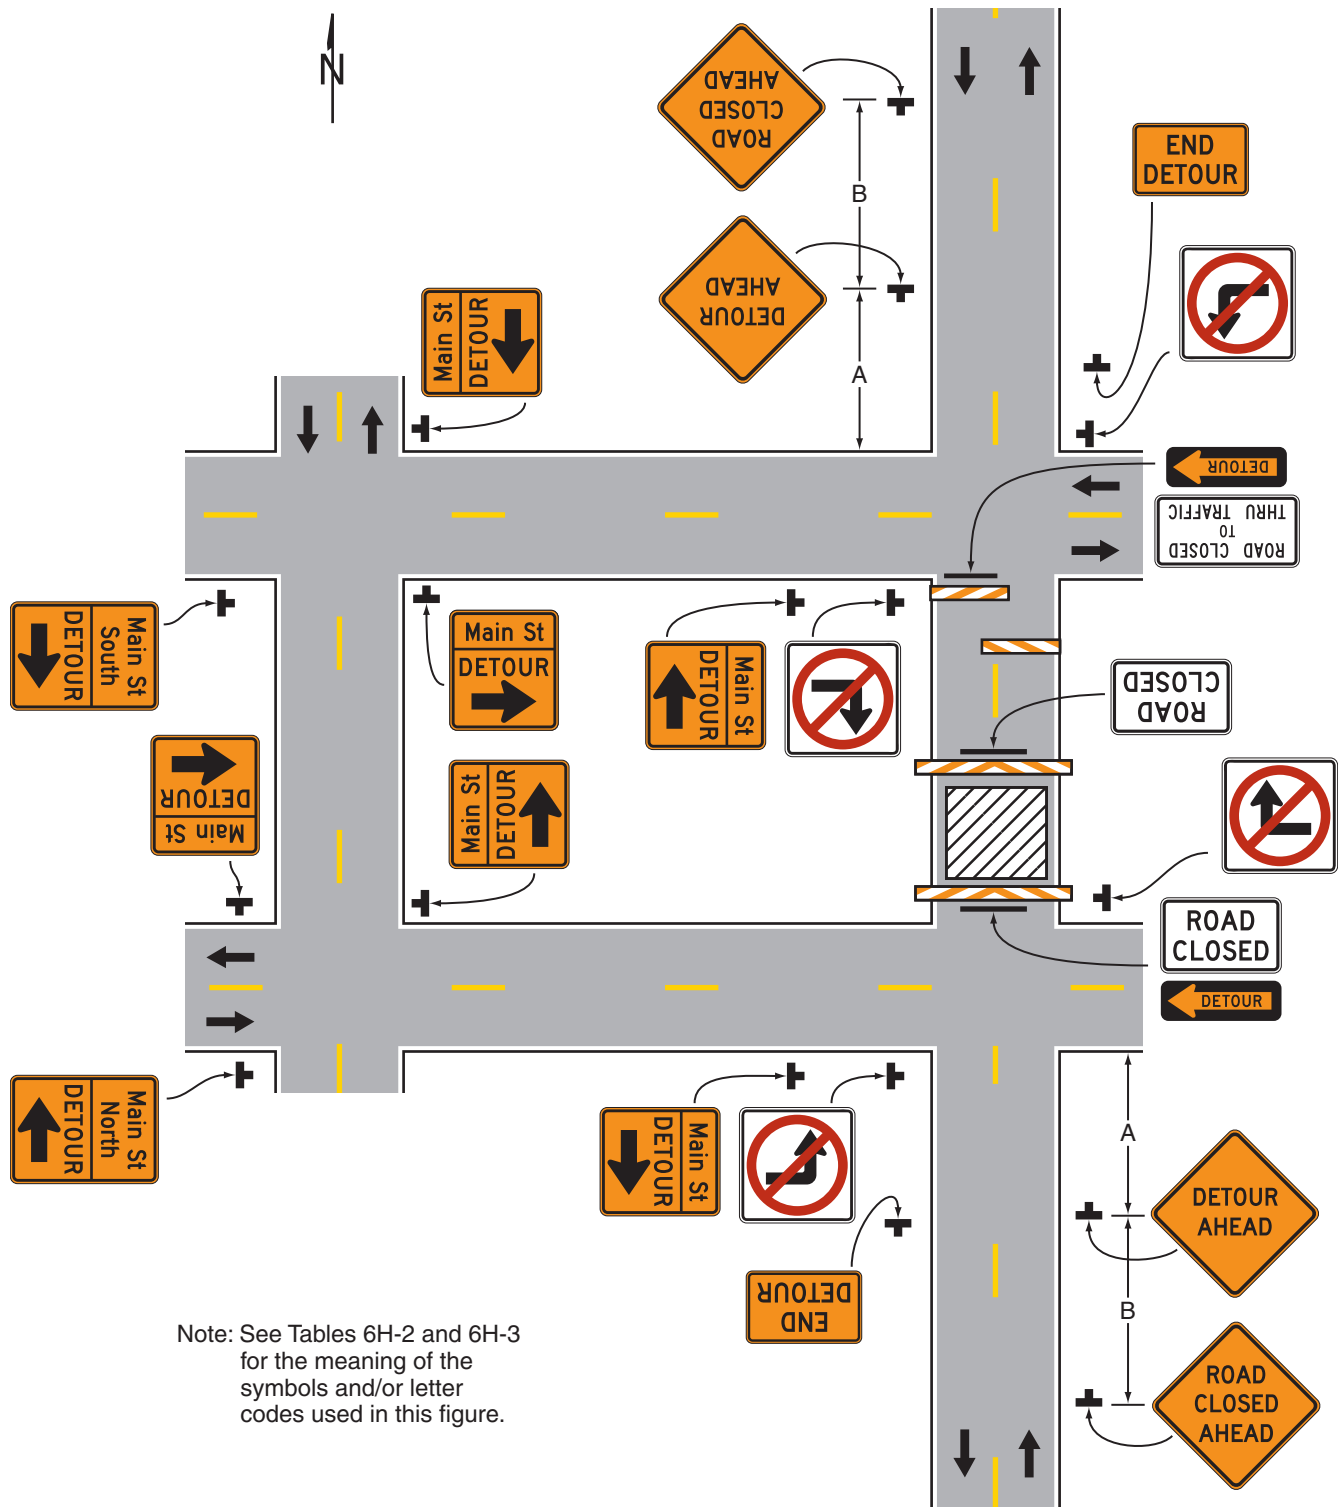 N
ROAD
CLOSED
AHEAD
B
END
DETOUR
DETOUR
AHEAD
A
Main St
DETOUR
DETOUR
ROAD CLOSED
TO
THRU TRAFFIC
Main St
South
DETOUR
Main St
DETOUR
Main St
DETOUR
ROAD
CLOSED
Main St
DETOUR
Main St
DETOUR
ROAD
CLOSED
DETOUR
Main St
North
DETOUR
Main St
DETOUR
A
DETOUR
AHEAD
END
DETOUR
B
ROAD
CLOSED
AHEAD
Note: See Tables 6H-2 and 6H-3
for the meaning of the
symbols and/or letter
codes used in this figure.